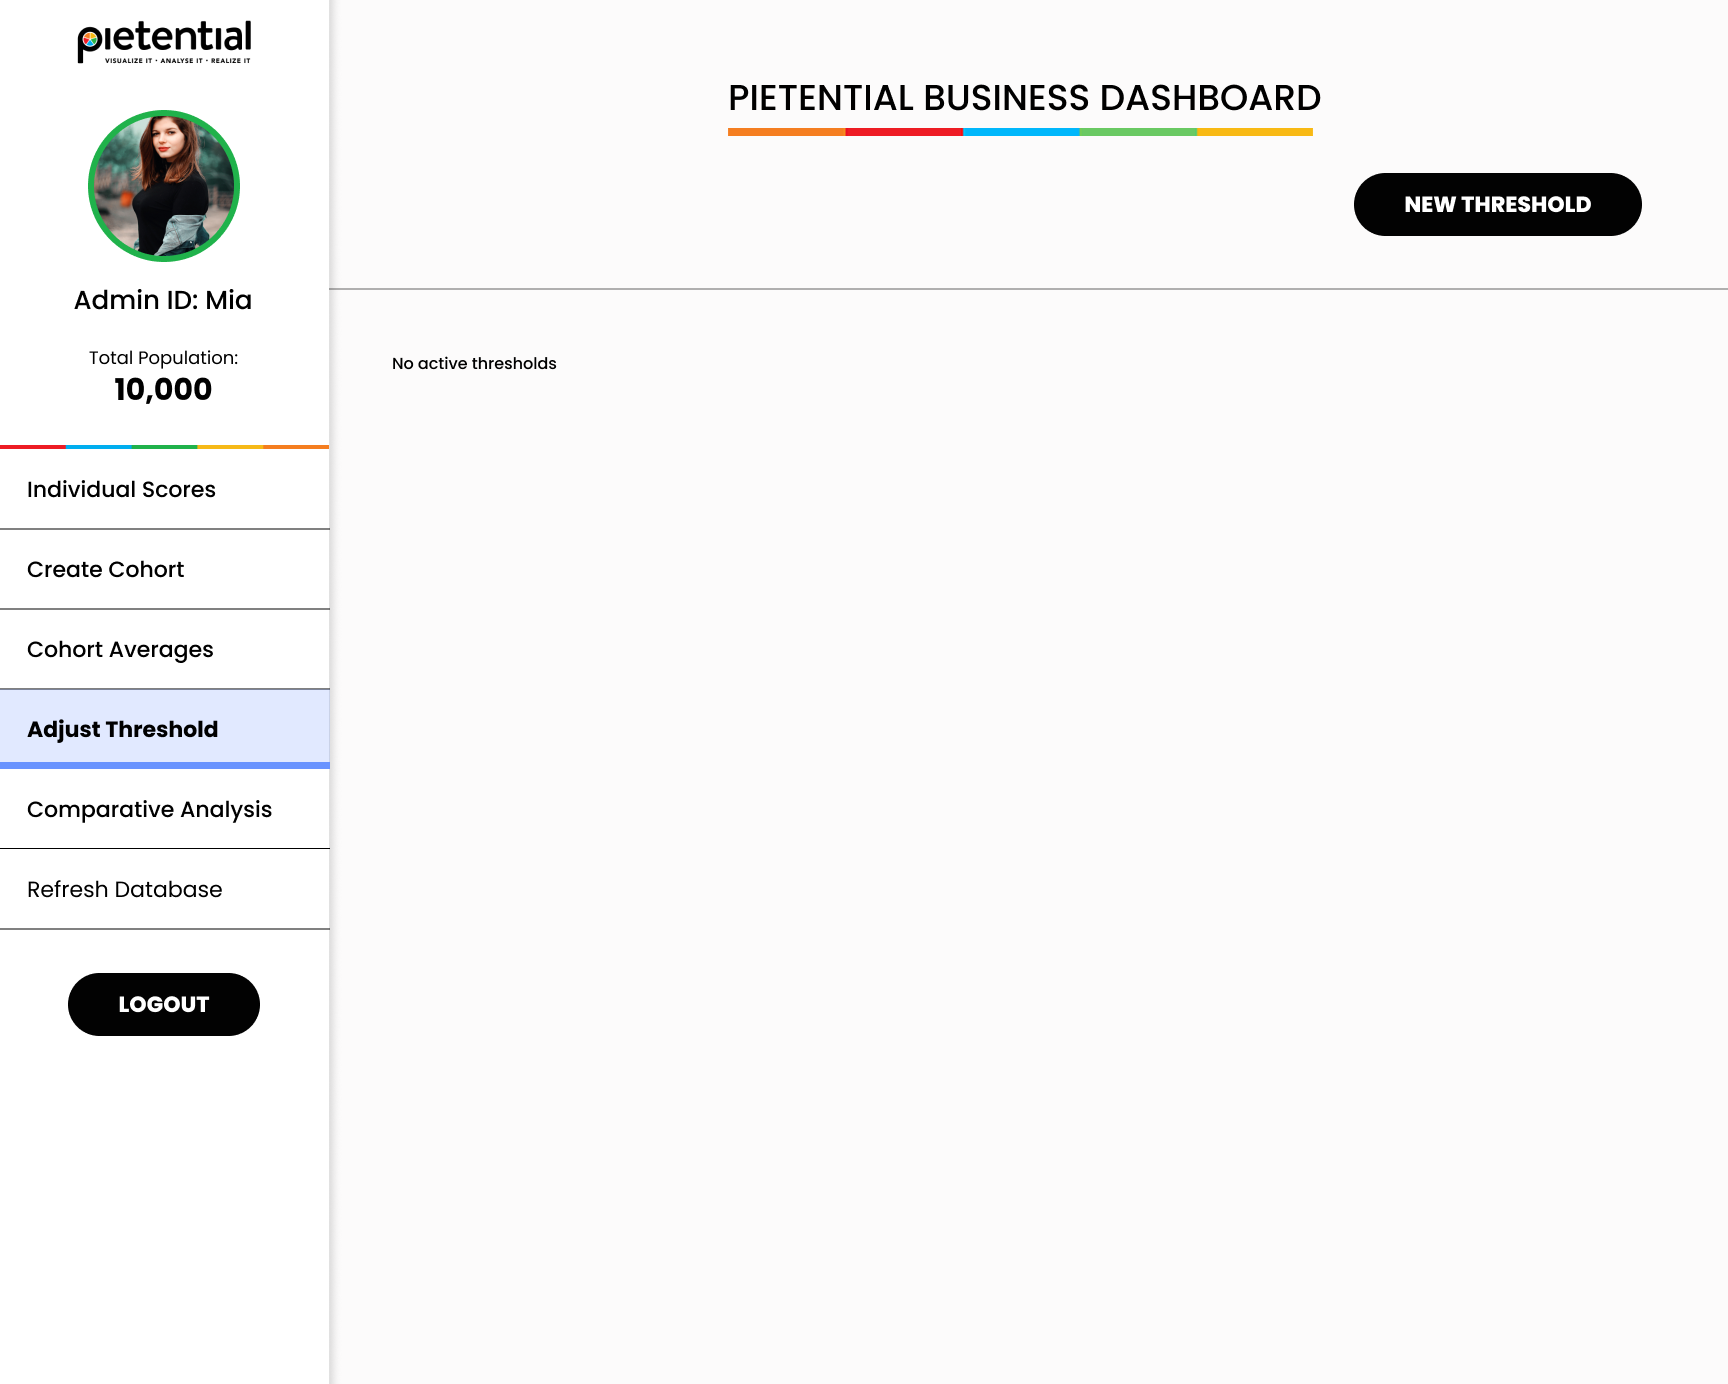 pietential
VISUALIZE IT • ANALYSE IT • REALIZE IT
Admin ID: Mia
Total Population:
10,000
Individual Scores
Create Cohort
Cohort Averages
Adjust Threshold
Comparative Analysis
Refresh Database
LOGOUT
PIETENTIAL BUSINESS DASHBOARD
NEW THRESHOLD
No active thresholds